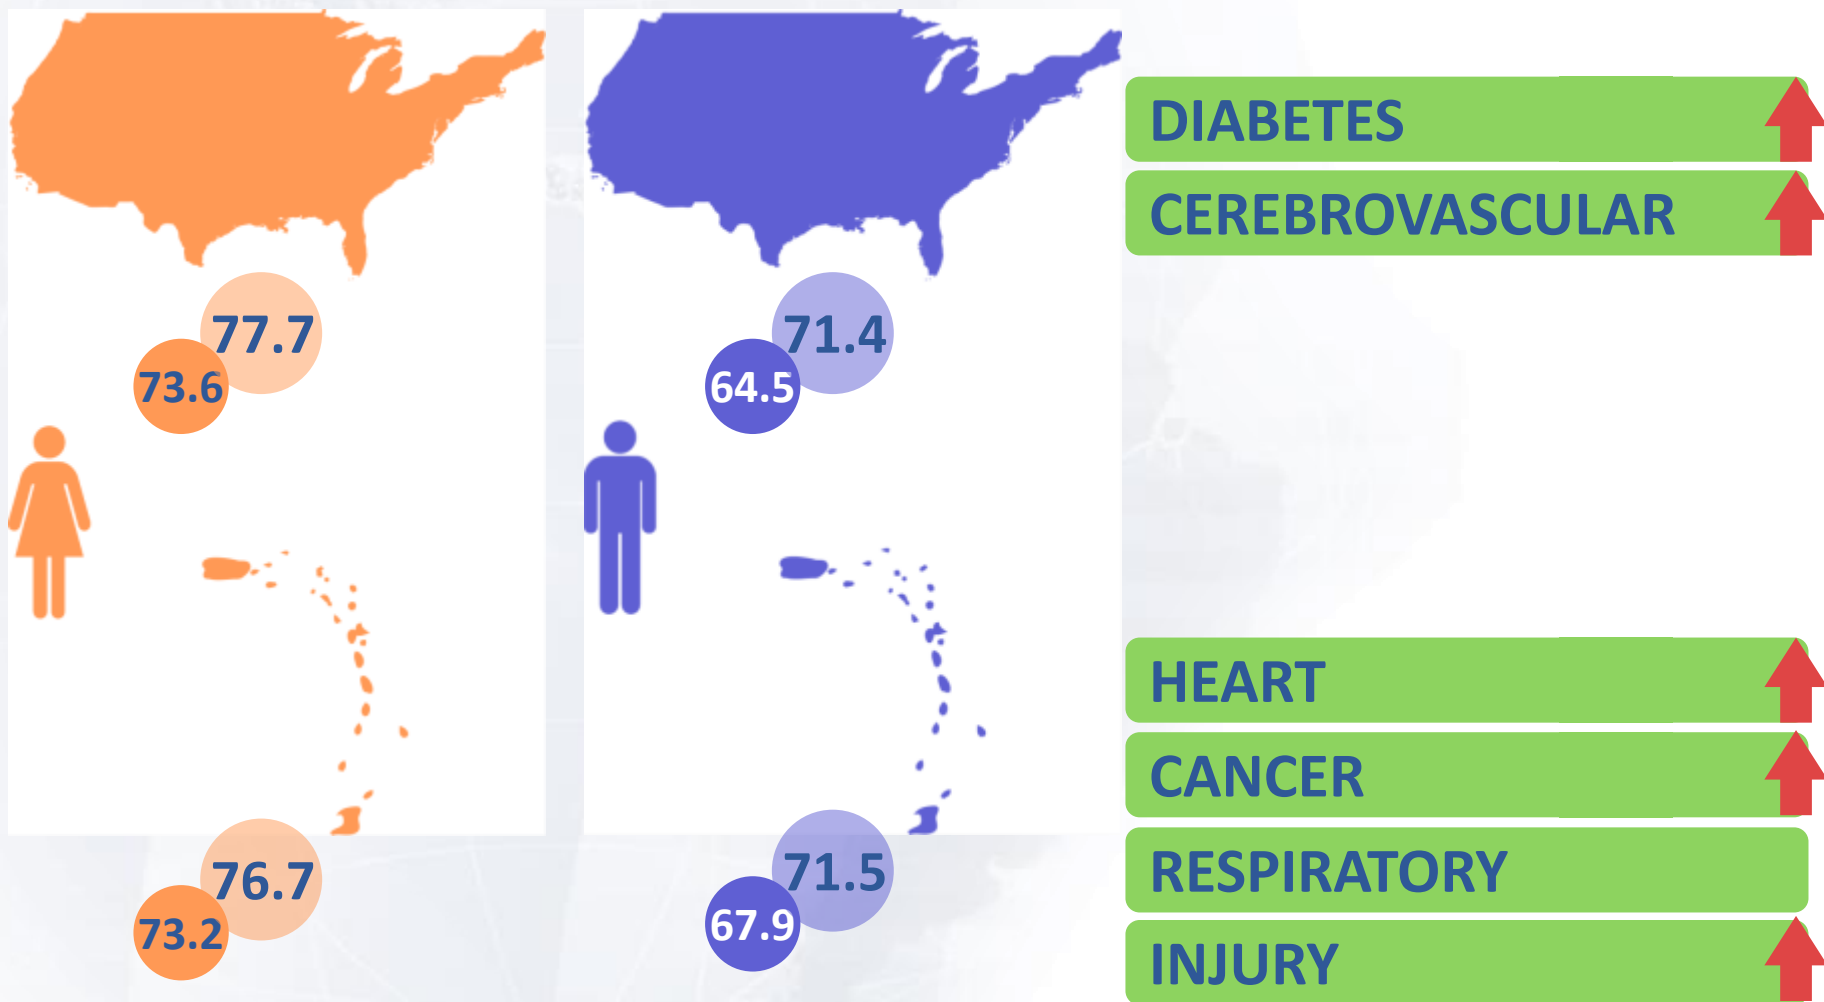 77.7
73.6
76.7
73.2
71.4
64.5
71.5
67.9
DIABETES
CEREBROVASCULAR
HEART
CANCER
RESPIRATORY
INJURY